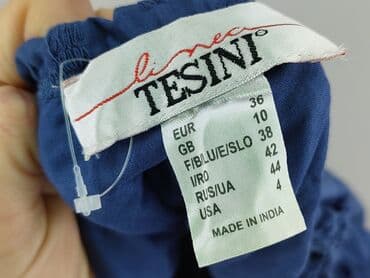 linea
TESINI®
EUR 36
GB 10
F/B/LU/E/SLO 38
I/RO 42
RUS/UA 44
USA 4
MADE IN INDIA